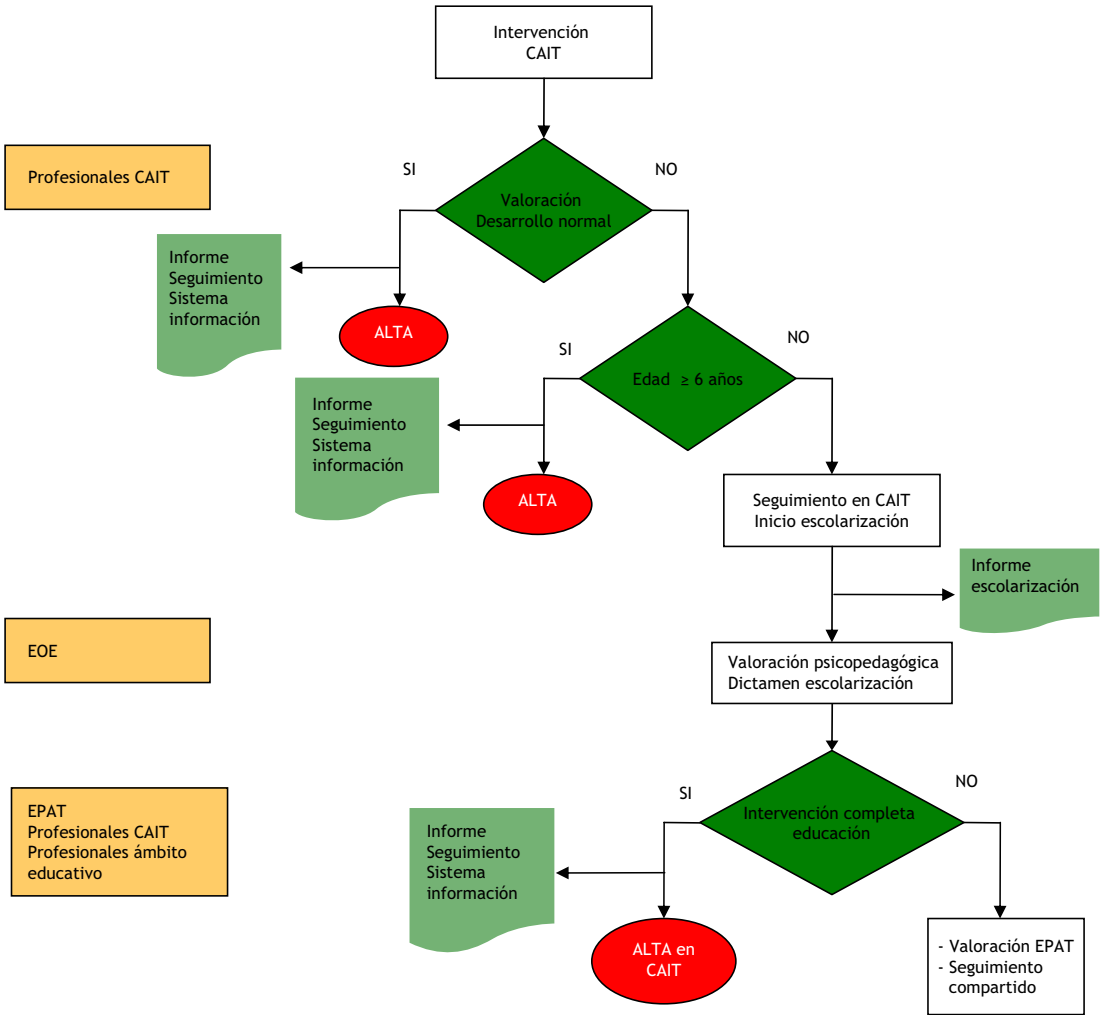 Intervención
CAIT
Profesionales CAIT
SI
NO
Valoración
Desarrollo normal
Informe
Seguimiento
Sistema
información
ALTA
SI
NO
Edad ≥ 6 años
Informe
Seguimiento
Sistema
información
ALTA
Seguimiento en CAIT
Inicio escolarización
Informe
escolarización
EOE
Valoración psicopedagógica
Dictamen escolarización
EPAT
Profesionales CAIT
Profesionales ámbito
educativo
SI
NO
Intervención completa
educación
Informe
Seguimiento
Sistema
información
ALTA en
CAIT
- Valoración EPAT
- Seguimiento
compartido